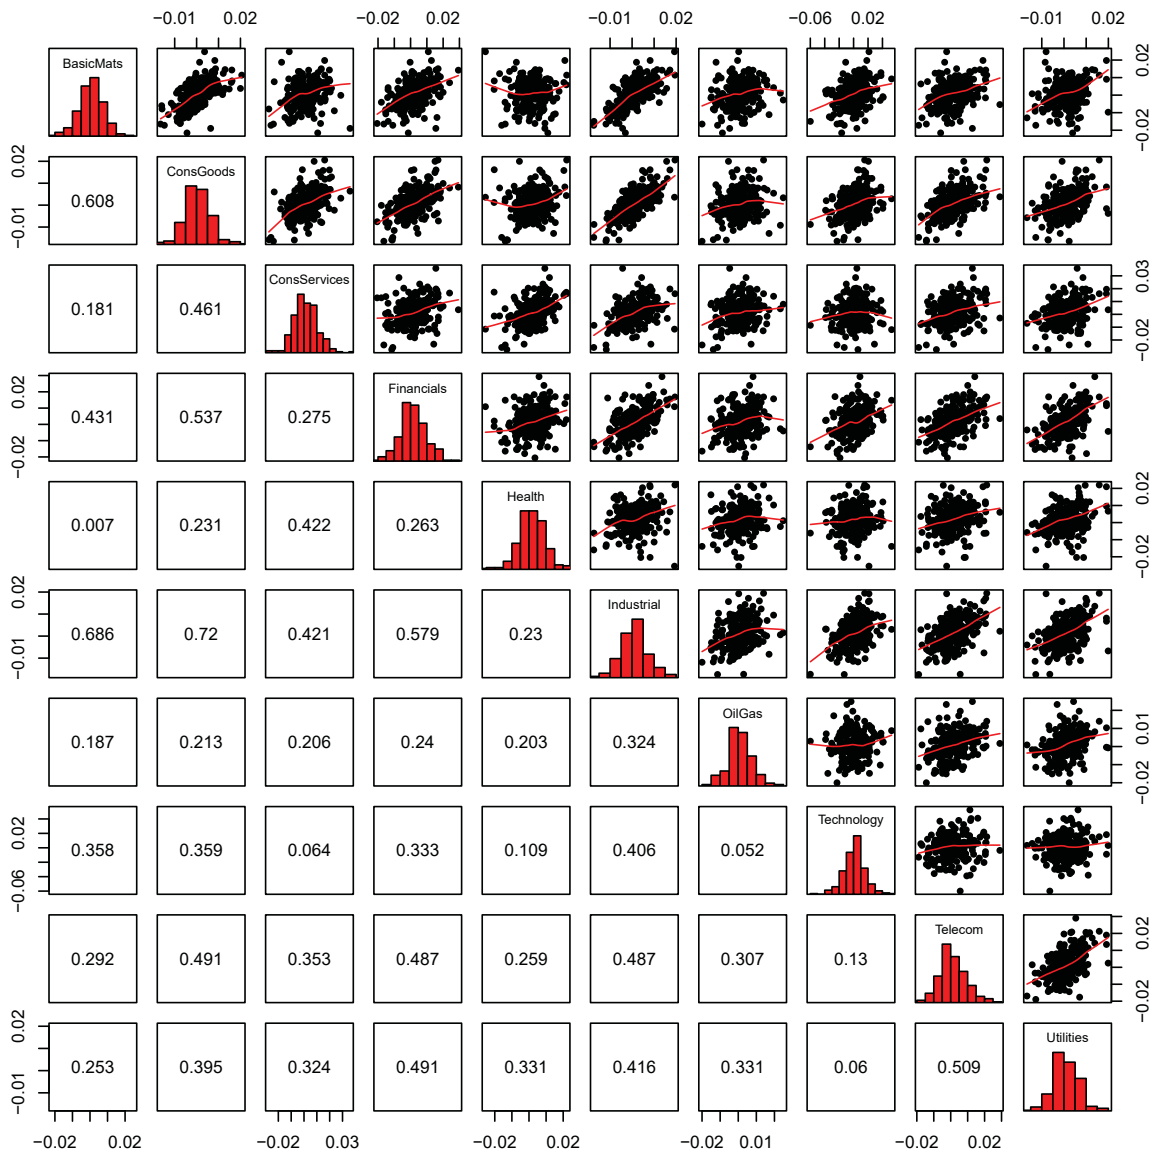 −0.01 0.02 −0.02 0.02 −0.01 0.02 −0.06 0.02 −0.01 0.02
BasicMats
−0.02 0.02
0.608 ConsGoods
−0.01 0.02
0.181 0.461 ConsServices
−0.02 0.03
0.431 0.537 0.275 Financials
−0.02 0.02
0.007 0.231 0.422 0.263 Health
−0.02 0.02
0.686 0.72 0.421 0.579 0.23 Industrial
−0.01 0.02
0.187 0.213 0.206 0.24 0.203 0.324 OilGas
−0.02 0.01
0.358 0.359 0.064 0.333 0.109 0.406 0.052 Technology
−0.06 0.02
0.292 0.491 0.353 0.487 0.259 0.487 0.307 0.13 Telecom
−0.02 0.02
0.253 0.395 0.324 0.491 0.331 0.416 0.331 0.06 0.509 Utilities
−0.01 0.02
−0.02 0.02 −0.02 0.03 −0.02 0.02 −0.02 0.01 −0.02 0.02